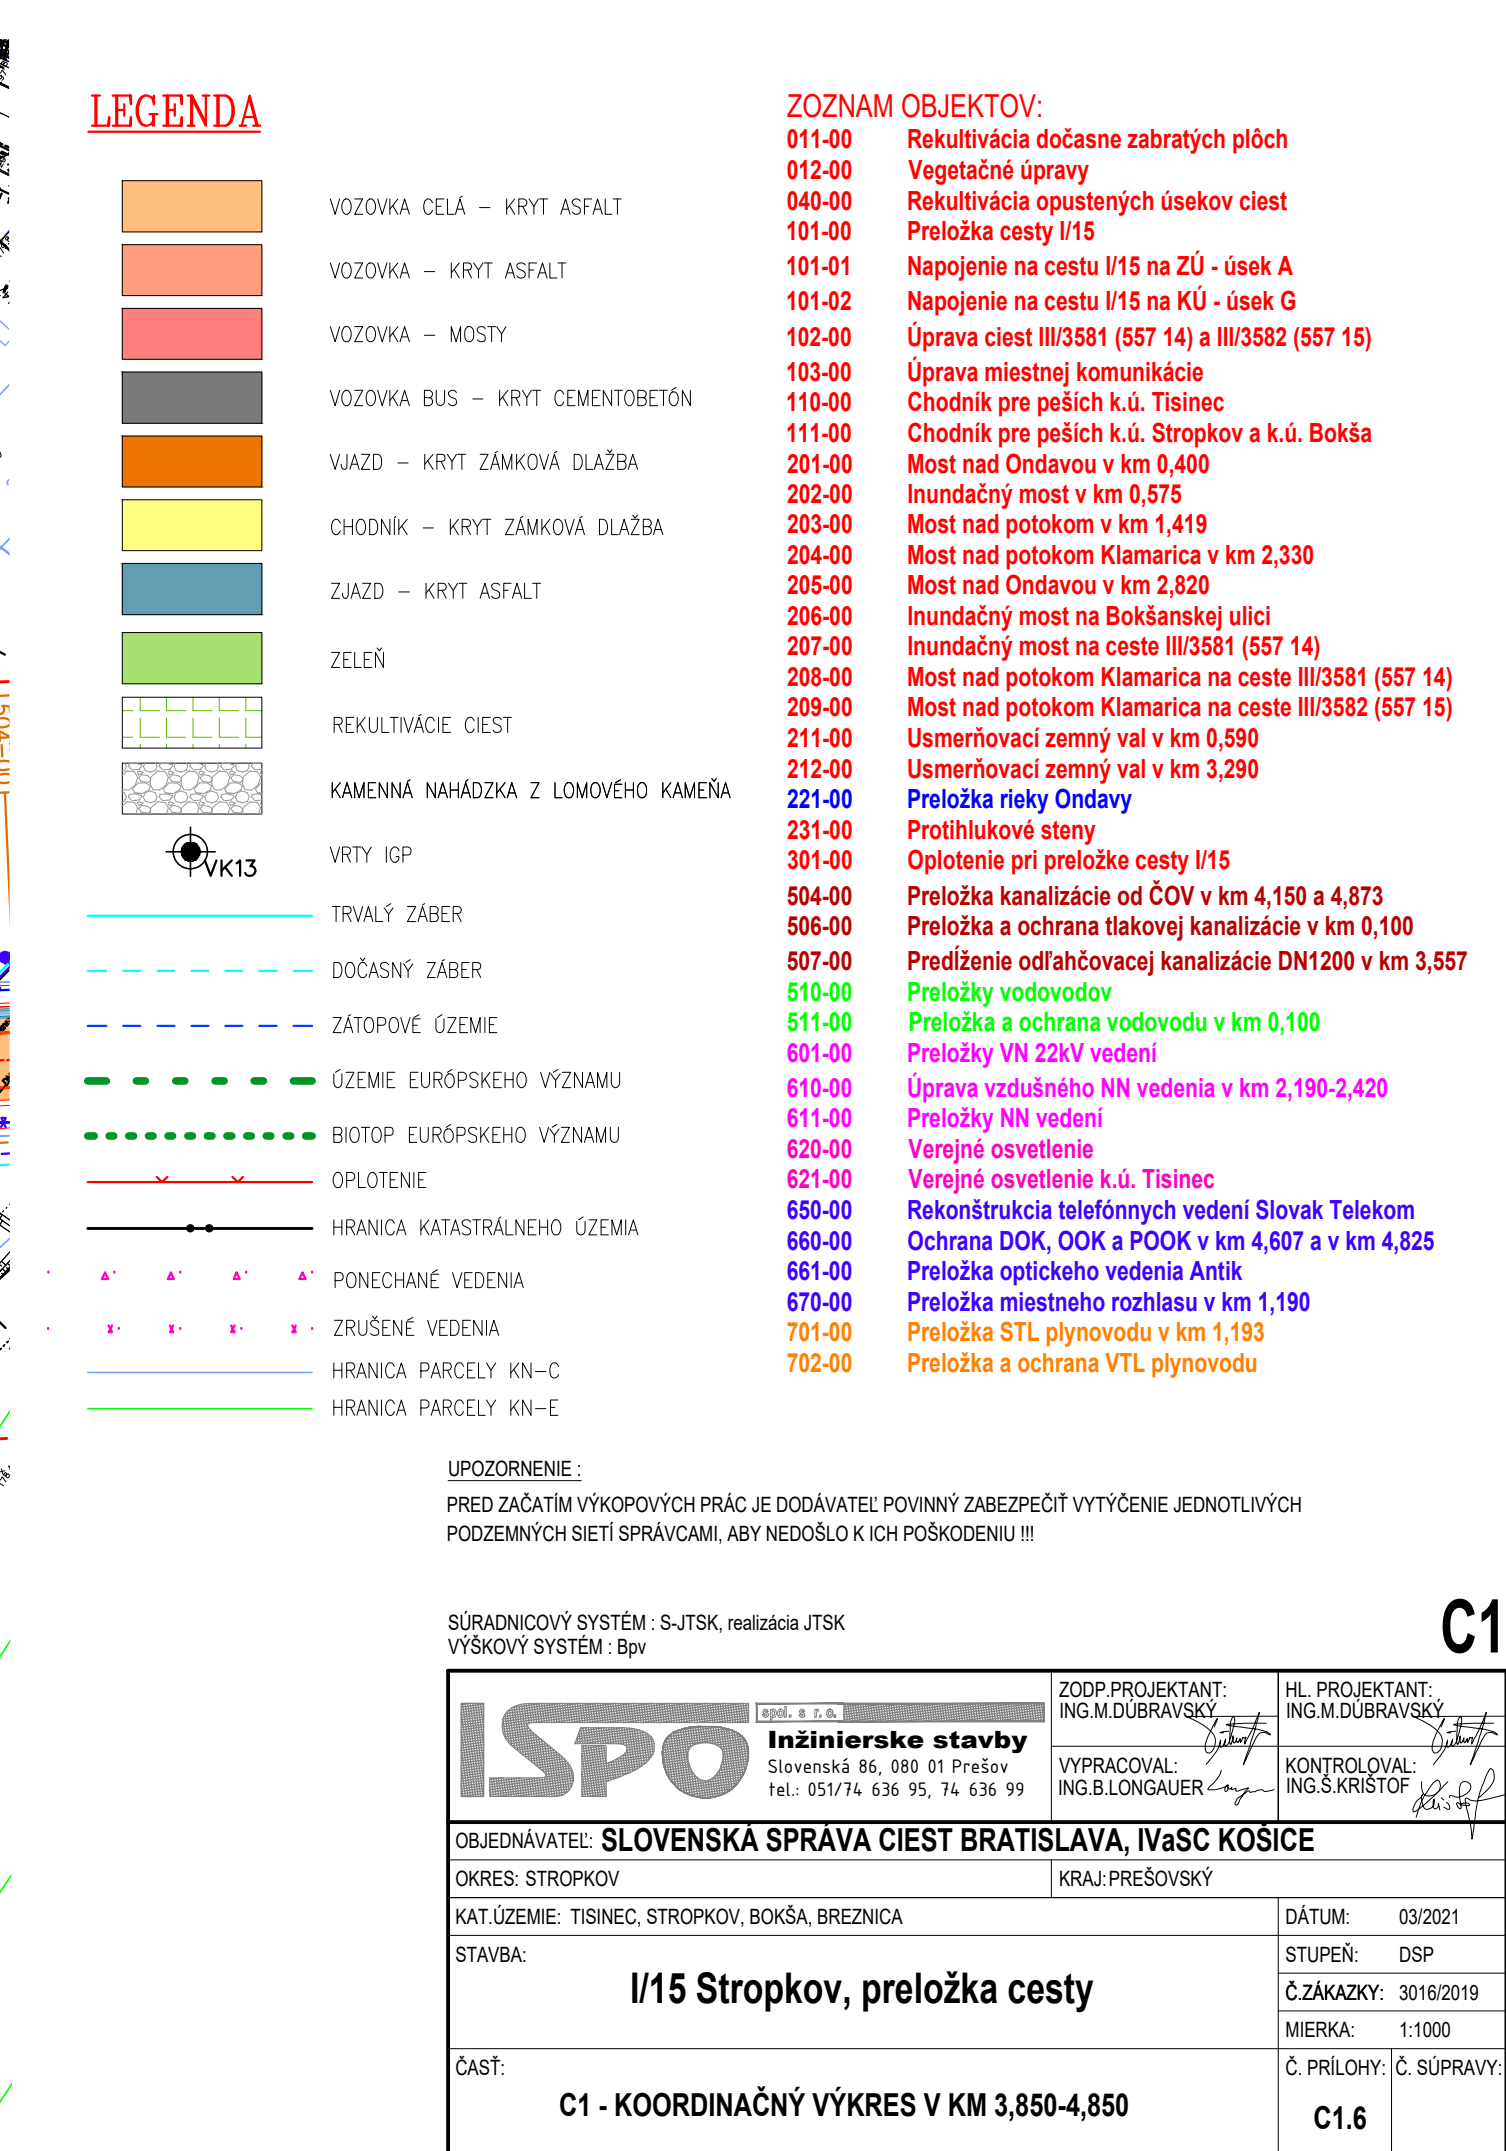 LEGENDA
VOZOVKA CELÁ – KRYT ASFALT
VOZOVKA – KRYT ASFALT
VOZOVKA – MOSTY
VOZOVKA BUS – KRYT CEMENTOBETÓN
VJAZD – KRYT ZÁMKOVÁ DLAŽBA
CHODNÍK – KRYT ZÁMKOVÁ DLAŽBA
ZJAZD – KRYT ASFALT
ZELEŇ
REKULTIVÁCIE CIEST
KAMENNÁ NAHÁDZKA Z LOMOVÉHO KAMEŇA
VK13 VRTY IGP
TRVALÝ ZÁBER
DOČASNÝ ZÁBER
ZÁTOPOVÉ ÚZEMIE
ÚZEMIE EURÓPSKEHO VÝZNAMU
BIOTOP EURÓPSKEHO VÝZNAMU
OPLOTENIE
HRANICA KATASTRÁLNEHO ÚZEMIA
PONECHANÉ VEDENIA
ZRUŠENÉ VEDENIA
HRANICA PARCELY KN–C
HRANICA PARCELY KN–E
ZOZNAM OBJEKTOV:
011-00 Rekultivácia dočasne zabratých plôch
012-00 Vegetačné úpravy
040-00 Rekultivácia opustených úsekov ciest
101-00 Preložka cesty I/15
101-01 Napojenie na cestu I/15 na ZÚ - úsek A
101-02 Napojenie na cestu I/15 na KÚ - úsek G
102-00 Úprava ciest III/3581 (557 14) a III/3582 (557 15)
103-00 Úprava miestnej komunikácie
110-00 Chodník pre peších k.ú. Tisinec
111-00 Chodník pre peších k.ú. Stropkov a k.ú. Bokša
201-00 Most nad Ondavou v km 0,400
202-00 Inundačný most v km 0,575
203-00 Most nad potokom v km 1,419
204-00 Most nad potokom Klamarica v km 2,330
205-00 Most nad Ondavou v km 2,820
206-00 Inundačný most na Bokšanskej ulici
207-00 Inundačný most na ceste III/3581 (557 14)
208-00 Most nad potokom Klamarica na ceste III/3581 (557 14)
209-00 Most nad potokom Klamarica na ceste III/3582 (557 15)
211-00 Usmerňovací zemný val v km 0,590
212-00 Usmerňovací zemný val v km 3,290
221-00 Preložka rieky Ondavy
231-00 Protihlukové steny
301-00 Oplotenie pri preložke cesty I/15
504-00 Preložka kanalizácie od ČOV v km 4,150 a 4,873
506-00 Preložka a ochrana tlakovej kanalizácie v km 0,100
507-00 Predĺženie odľahčovacej kanalizácie DN1200 v km 3,557
510-00 Preložky vodovodov
511-00 Preložka a ochrana vodovodu v km 0,100
601-00 Preložky VN 22kV vedení
610-00 Úprava vzdušného NN vedenia v km 2,190-2,420
611-00 Preložky NN vedení
620-00 Verejné osvetlenie
621-00 Verejné osvetlenie k.ú. Tisinec
650-00 Rekonštrukcia telefónnych vedení Slovak Telekom
660-00 Ochrana DOK, OOK a POOK v km 4,607 a v km 4,825
661-00 Preložka optickeho vedenia Antik
670-00 Preložka miestneho rozhlasu v km 1,190
701-00 Preložka STL plynovodu v km 1,193
702-00 Preložka a ochrana VTL plynovodu
UPOZORNENIE :
PRED ZAČATÍM VÝKOPOVÝCH PRÁC JE DODÁVATEĽ POVINNÝ ZABEZPEČIŤ VYTÝČENIE JEDNOTLIVÝCH
PODZEMNÝCH SIETÍ SPRÁVCAMI, ABY NEDOŠLO K ICH POŠKODENIU !!!
SÚRADNICOVÝ SYSTÉM : S-JTSK, realizácia JTSK
VÝŠKOVÝ SYSTÉM : Bpv
C1
ISPO spol. s r. o.
Inžinierske stavby
Slovenská 86, 080 01 Prešov
tel.: 051/74 636 95, 74 636 99
ZODP.PROJEKTANT:
ING.M.DÚBRAVSKÝ
HL. PROJEKTANT:
ING.M.DÚBRAVSKÝ
VYPRACOVAL:
ING.B.LONGAUER
KONTROLOVAL:
ING.Š.KRIŠTOF
OBJEDNÁVATEĽ: SLOVENSKÁ SPRÁVA CIEST BRATISLAVA, IVaSC KOŠICE
OKRES: STROPKOV
KRAJ: PREŠOVSKÝ
KAT.ÚZEMIE: TISINEC, STROPKOV, BOKŠA, BREZNICA
DÁTUM: 03/2021
STAVBA:
I/15 Stropkov, preložka cesty
STUPEŇ: DSP
Č.ZÁKAZKY: 3016/2019
MIERKA: 1:1000
ČASŤ:
C1 - KOORDINAČNÝ VÝKRES V KM 3,850-4,850
Č. PRÍLOHY:
C1.6
Č. SÚPRAVY: